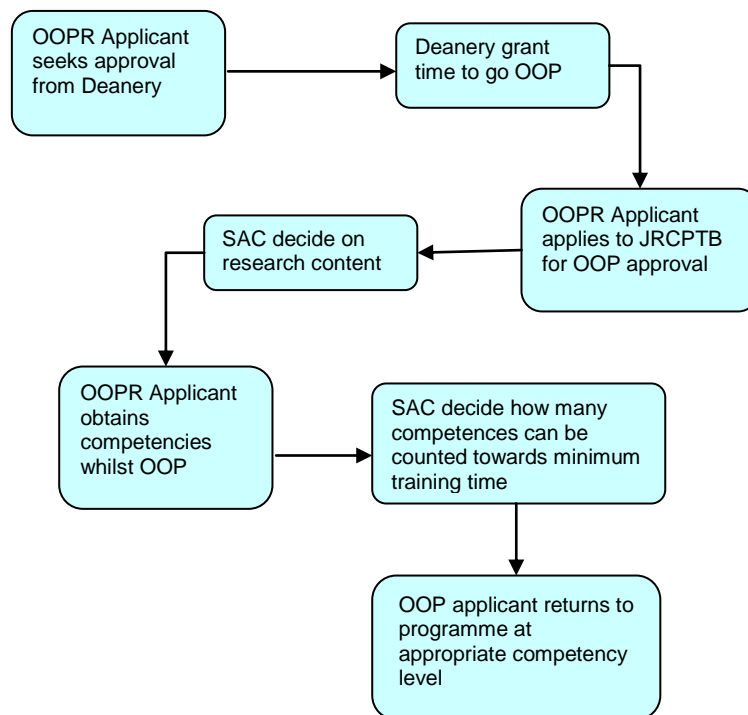 OOPR Applicant
seeks approval
from Deanery
Deanery grant
time to go OOP
OOPR Applicant
applies to JRCPTB
for OOP approval
SAC decide on
research content
OOPR Applicant
obtains
competencies
whilst OOP
SAC decide how many
competences can be
counted towards minimum
training time
OOP applicant returns to
programme at
appropriate competency
level